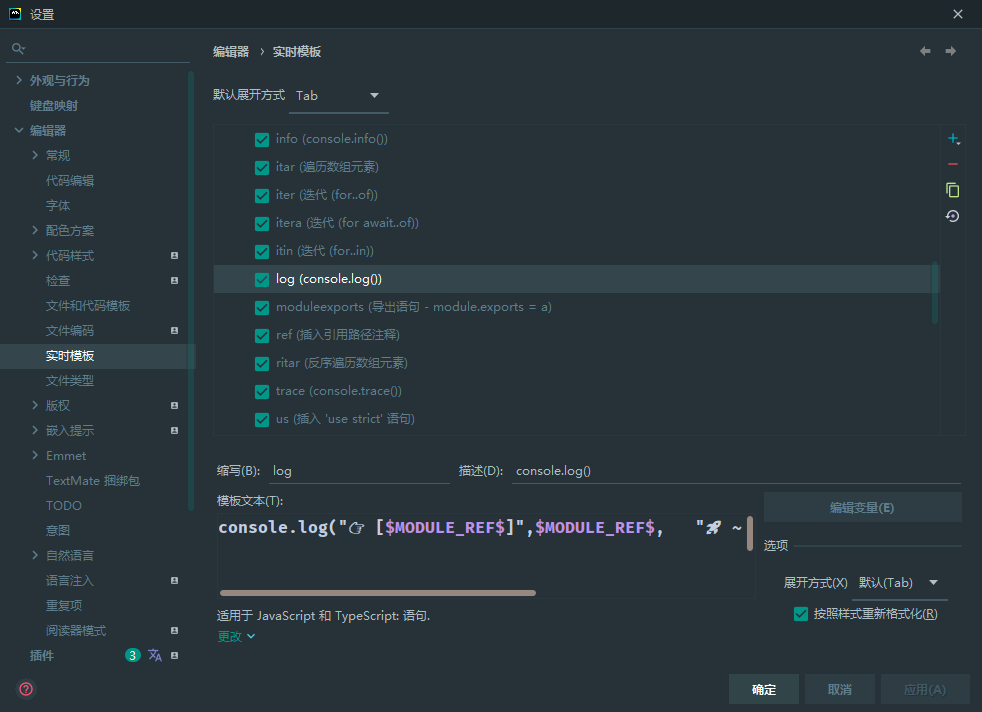 设置
编辑器 › 实时模板
外观与行为
键盘映射
编辑器
常规
代码编辑
字体
配色方案
代码样式
检查
文件和代码模板
文件编码
实时模板
文件类型
版权
嵌入提示
Emmet
TextMate 捆绑包
TODO
意图
自然语言
语言注入
重复项
阅读器模式
插件 3
默认展开方式 Tab
info (console.info())
itar (遍历数组元素)
iter (迭代 (for..of))
itera (迭代 (for await..of))
itin (迭代 (for..in))
log (console.log())
moduleexports (导出语句 - module.exports = a)
ref (插入引用路径注释)
ritar (反序遍历数组元素)
trace (console.trace())
us (插入 'use strict' 语句)
缩写(B): log 描述(D): console.log()
模板文本(T):
console.log("👉 [$MODULE_REF$]",$MODULE_REF$, "🚀 ~
适用于 JavaScript 和 TypeScript: 语句.
更改
编辑变量(E)
选项
展开方式(X) 默认(Tab)
按照样式重新格式化(R)
确定 取消 应用(A)